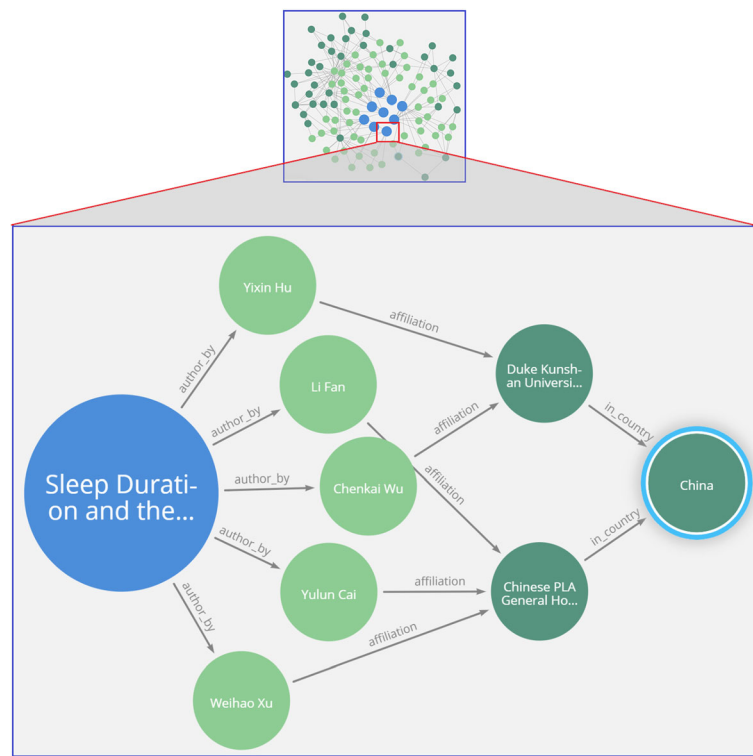 Yixin Hu
affiliation
author_by
Duke Kunsh-
an Universi...
Li Fan
author_by
affiliation
in_country
Sleep Durati-
on and the...
author_by
Chenkai Wu
affiliation
China
author_by
Yulun Cai
affiliation
Chinese PLA
General Ho...
in_country
author_by
affiliation
Weihao Xu